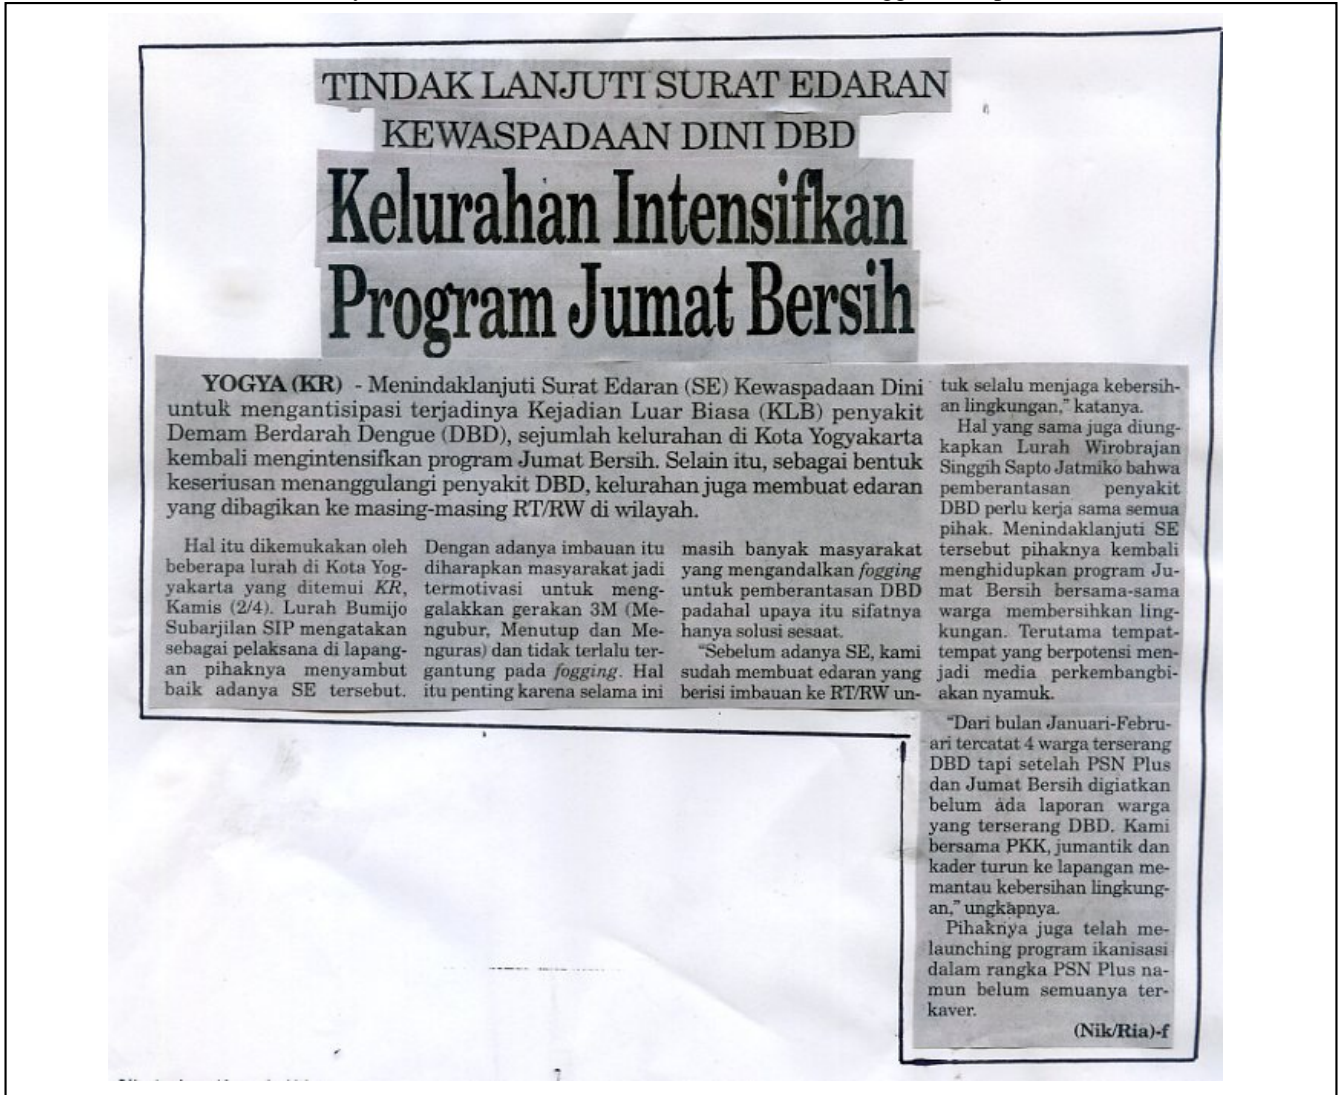 TINDAK LANJUTI SURAT EDARAN
KEWASPADAAN DINI DBD
Kelurahan Intensifkan
Program Jumat Bersih
YOGYA (KR) - Menindaklanjuti Surat Edaran (SE) Kewaspadaan Dini
untuk mengantisipasi terjadinya Kejadian Luar Biasa (KLB) penyakit
Demam Berdarah Dengue (DBD), sejumlah kelurahan di Kota Yogyakarta
kembali mengintensifkan program Jumat Bersih. Selain itu, sebagai bentuk
keseriusan menanggulangi penyakit DBD, kelurahan juga membuat edaran
yang dibagikan ke masing-masing RT/RW di wilayah.
Hal itu dikemukakan oleh
beberapa lurah di Kota Yog-
yakarta yang ditemui KR,
Kamis (2/4). Lurah Bumijo
Subarjilan SIP mengatakan
sebagai pelaksana di lapang-
an pihaknya menyambut
baik adanya SE tersebut.
Dengan adanya imbauan itu
diharapkan masyarakat jadi
termotivasi untuk meng-
galakkan gerakan 3M (Me-
ngubur, Menutup dan Me-
nguras) dan tidak terlalu ter-
gantung pada fogging. Hal
itu penting karena selama ini
masih banyak masyarakat
yang mengandalkan fogging
untuk pemberantasan DBD
padahal upaya itu sifatnya
hanya solusi sesaat.
"Sebelum adanya SE, kami
sudah membuat edaran yang
berisi imbauan ke RT/RW un-
tuk selalu menjaga kebersih-
an lingkungan," katanya.
Hal yang sama juga diung-
kapkan Lurah Wirobrajan
Singgih Sapto Jatmiko bahwa
pemberantasan penyakit
DBD perlu kerja sama semua
pihak. Menindaklanjuti SE
tersebut pihaknya kembali
menghidupkan program Ju-
mat Bersih bersama-sama
warga membersihkan ling-
kungan. Terutama tempat-
tempat yang berpotensi men-
jadi media perkembangbi-
akan nyamuk.
"Dari bulan Januari-Febru-
ari tercatat 4 warga terserang
DBD tapi setelah PSN Plus
dan Jumat Bersih digiatkan
belum ada laporan warga
yang terserang DBD. Kami
bersama PKK, jumantik dan
kader turun ke lapangan me-
mantau kebersihan lingkung-
an," ungkapnya.
Pihaknya juga telah me-
launching program ikanisasi
dalam rangka PSN Plus na-
mun belum semuanya ter-
kaver.
(Nik/Ria)-f